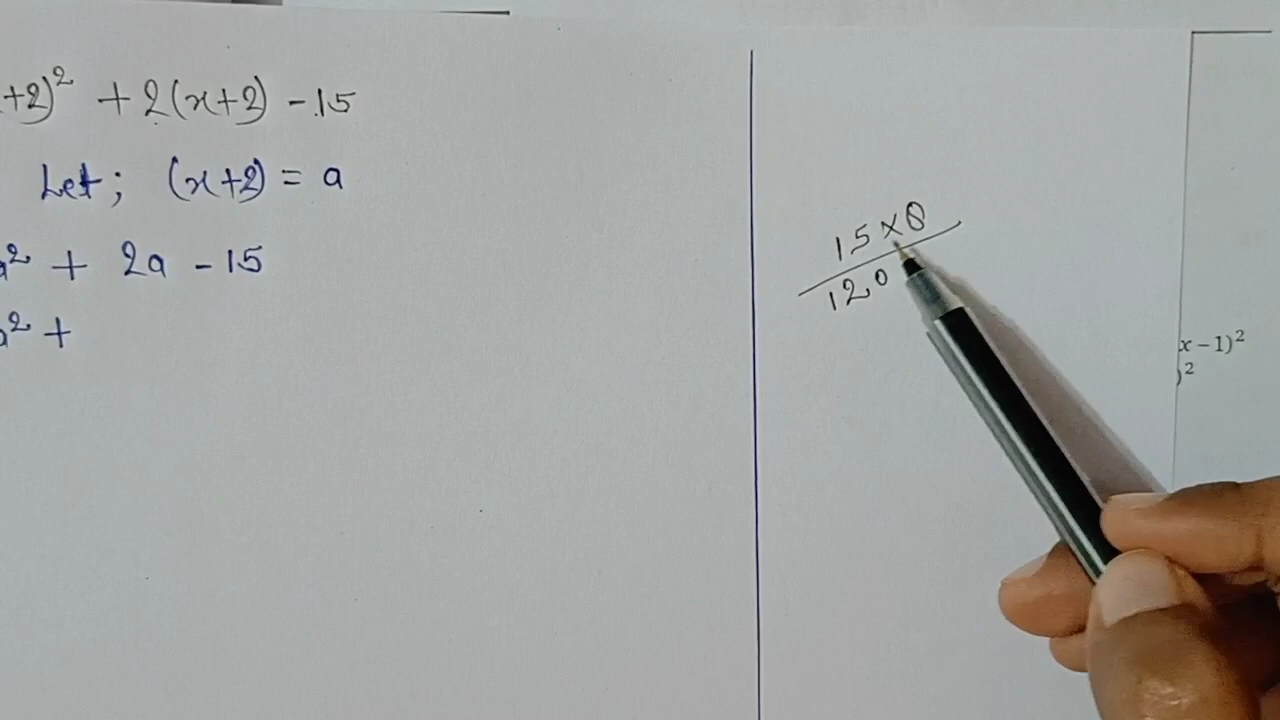 +2)² + 2(x+2) - 15
Let; (x+2) = a
a² + 2a - 15
a² +
15 × 8
120
x – 1)²
)²